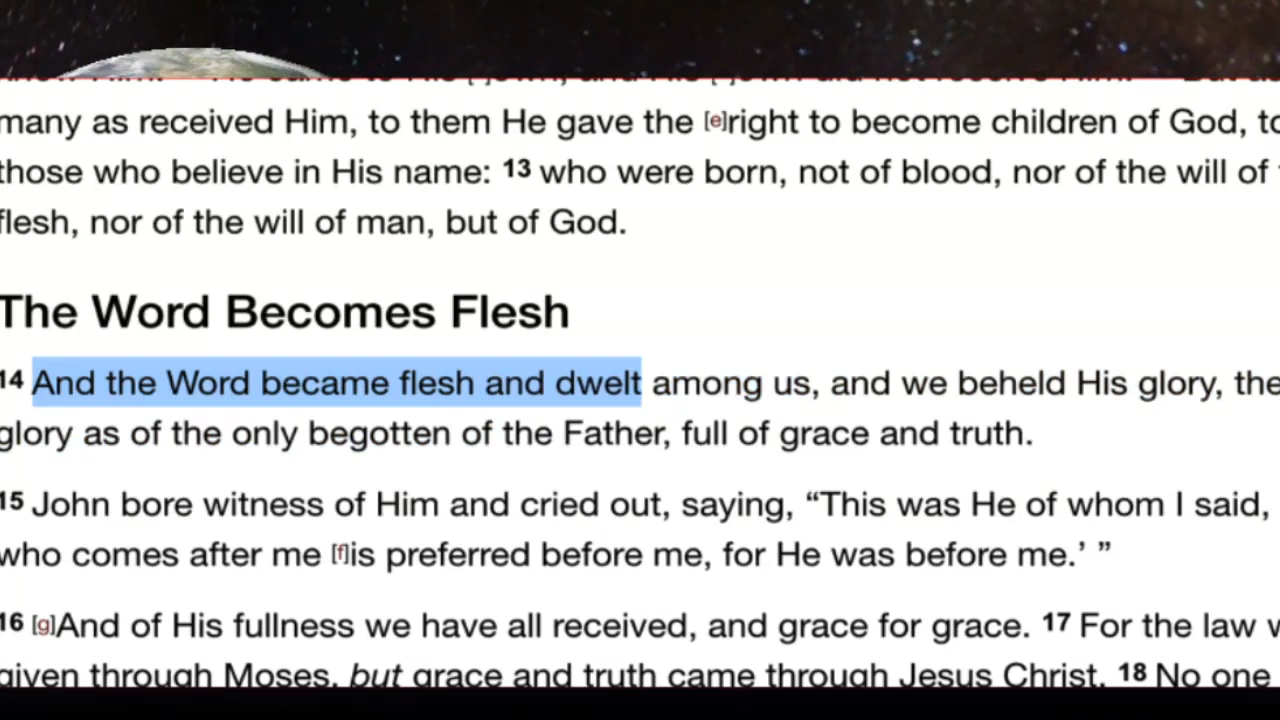 many as received Him, to them He gave the [e]right to become children of God, to
those who believe in His name: 13 who were born, not of blood, nor of the will of
flesh, nor of the will of man, but of God.
The Word Becomes Flesh
14 And the Word became flesh and dwelt among us, and we beheld His glory, the
glory as of the only begotten of the Father, full of grace and truth.
15 John bore witness of Him and cried out, saying, “This was He of whom I said,
who comes after me [f]is preferred before me, for He was before me.’ ”
16 [g]And of His fullness we have all received, and grace for grace. 17 For the law
given through Moses, but grace and truth came through Jesus Christ. 18 No one